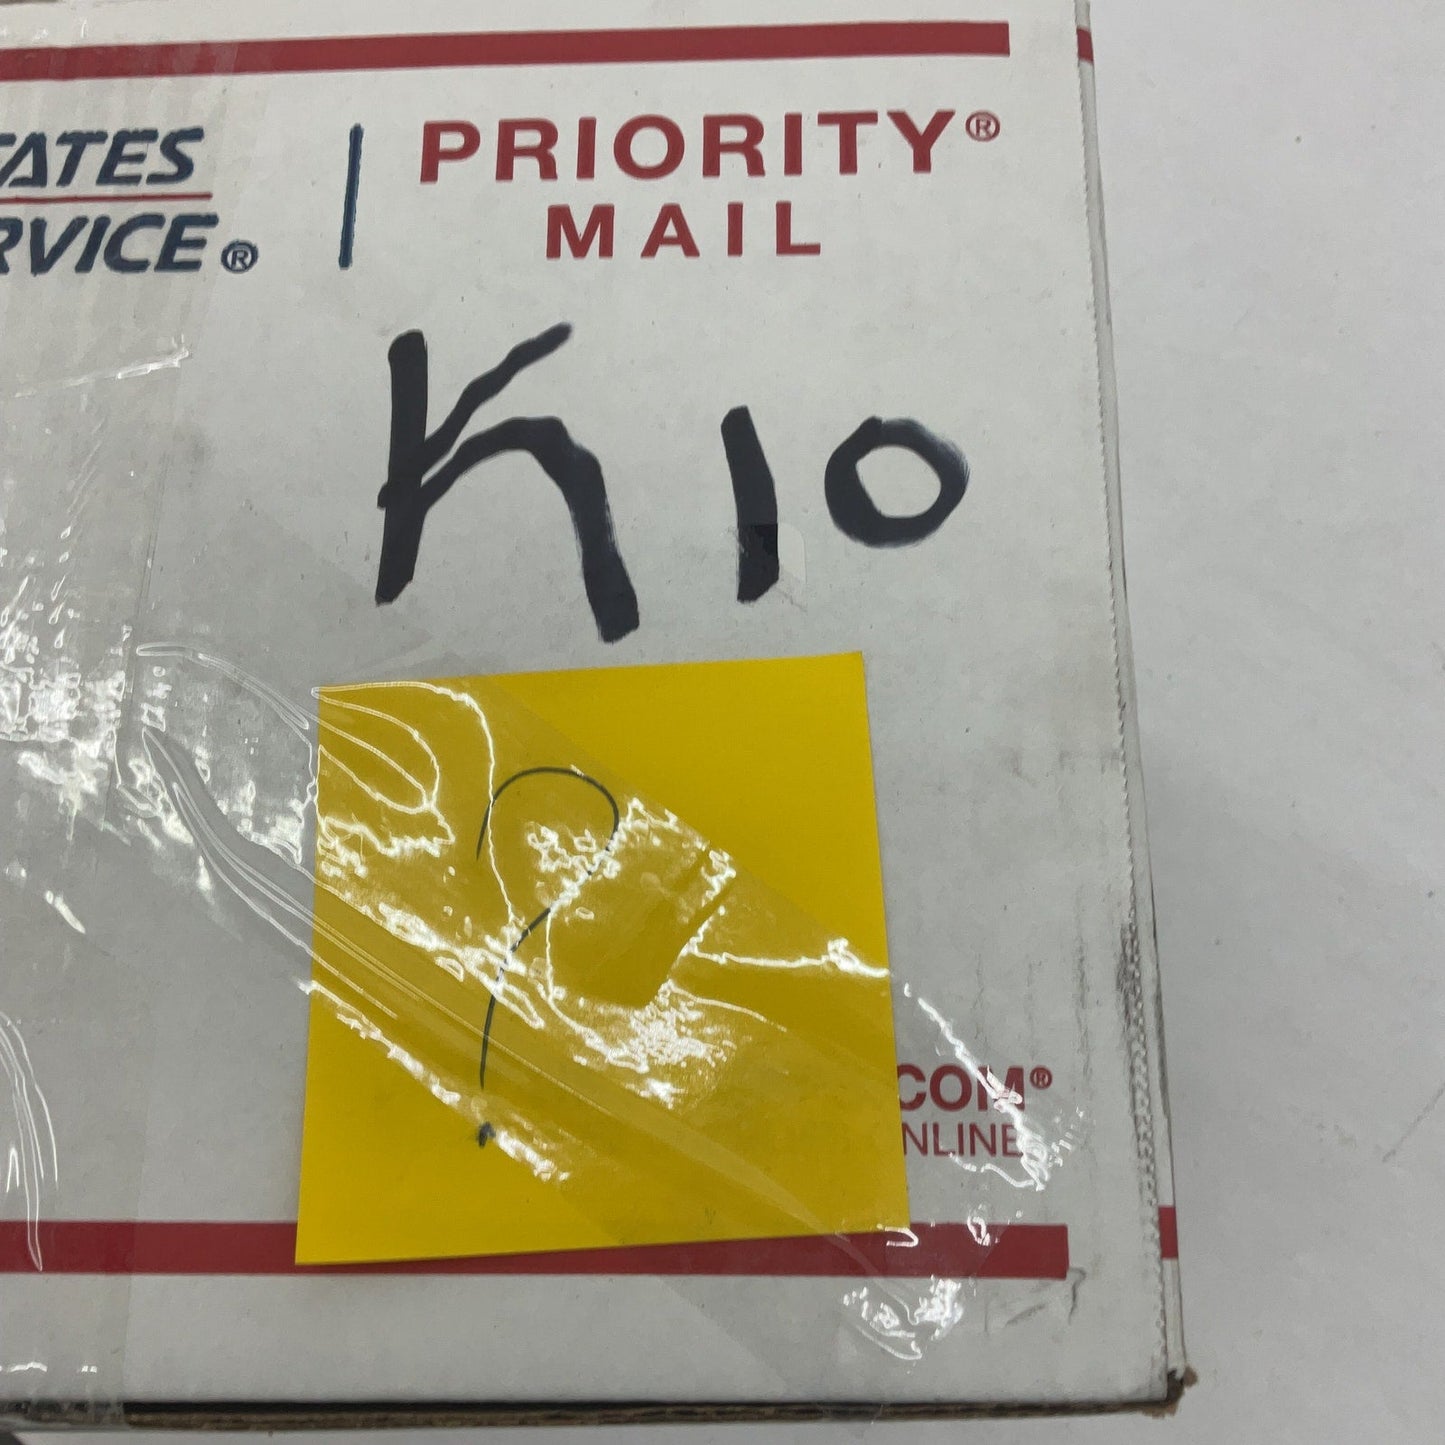 TATES
RVICE®
PRIORITY®
MAIL
K10
?
COM®
NLINE